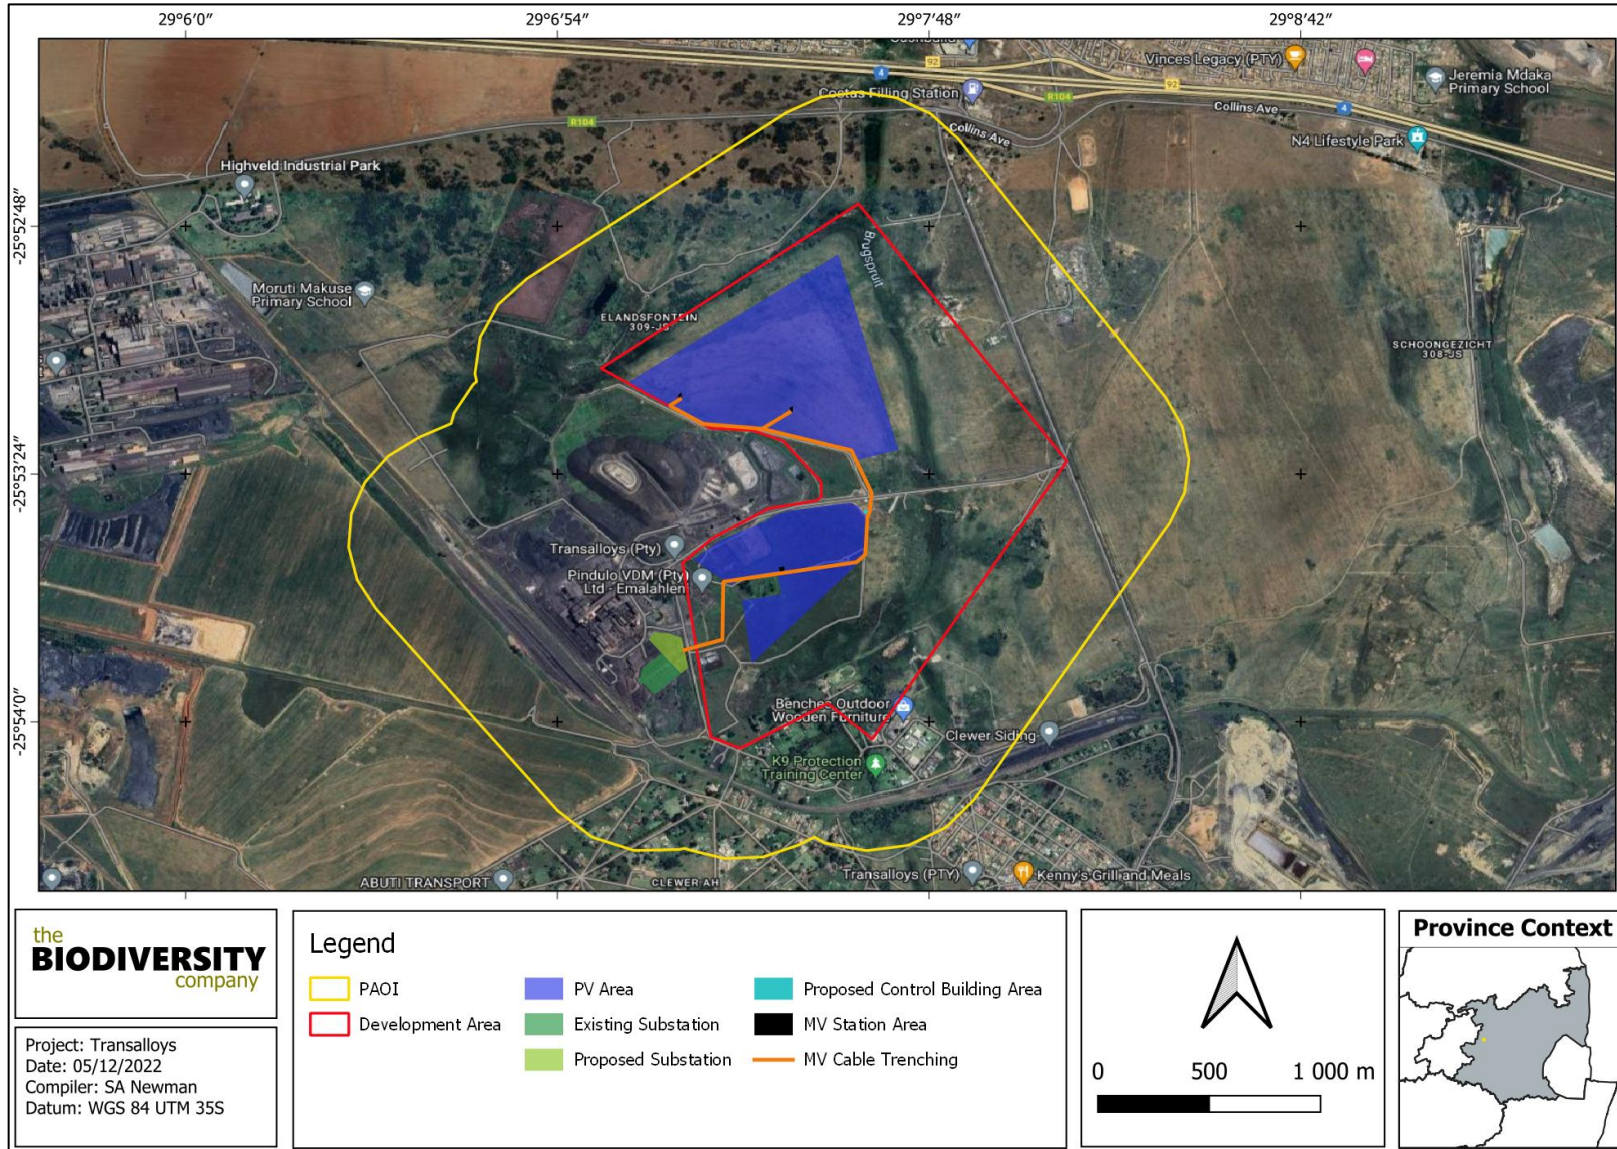 29°6'0"
29°6'54"
29°7'48"
29°8'42"
-25°52'48"
-25°53'24"
-25°54'0"
92
4
Vinces Legacy (PTY)
Jeremia Mdaka
Primary School
Costas Filling Station
R104
92
Collins Ave
4
R104
Collins Ave
N4 Lifestyle Park
Highveld Industrial Park
Brugspruit
Moruti Makuse
Primary School
ELANDSFONTEIN
309-JS
SCHOONGEZICHT
308-JS
Transalloys (Pty)
Pindulo VDM (Pty)
Ltd - Emalahleni
Benchee Outdoor
Wooden Furniture
Clewer Siding
K9 Protection
Training Center
ABUTI TRANSPORT
CLEWER AH
Transalloys (PTY)
Kenny's Grill and Meals
the
BIODIVERSITY
company
Project: Transalloys
Date: 05/12/2022
Compiler: SA Newman
Datum: WGS 84 UTM 35S
Legend
PAOI
Development Area
PV Area
Existing Substation
Proposed Substation
Proposed Control Building Area
MV Station Area
MV Cable Trenching
0 500 1 000 m
Province Context